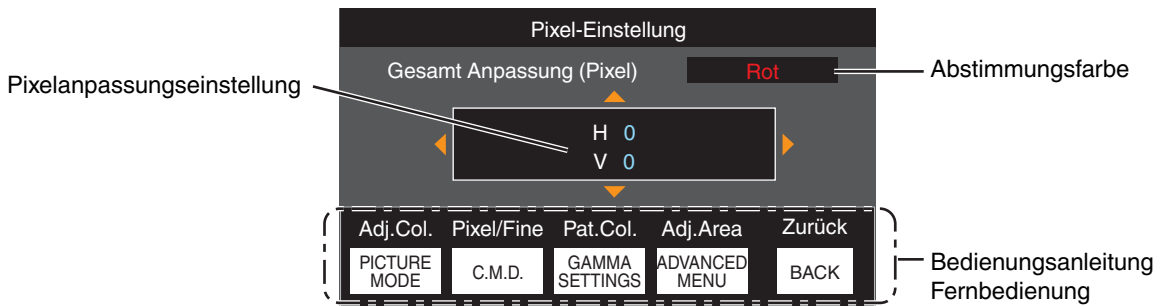 Pixel-Einstellung
Gesamt Anpassung (Pixel)
Rot
Abstimmungsfarbe
Pixelanpassungseinstellung
H 0
V 0
Adj.Col.
Pixel/Fine
Pat.Col.
Adj.Area
Zurück
PICTURE
MODE
C.M.D.
GAMMA
SETTINGS
ADVANCED
MENU
BACK
Bedienungsanleitung
Fernbedienung